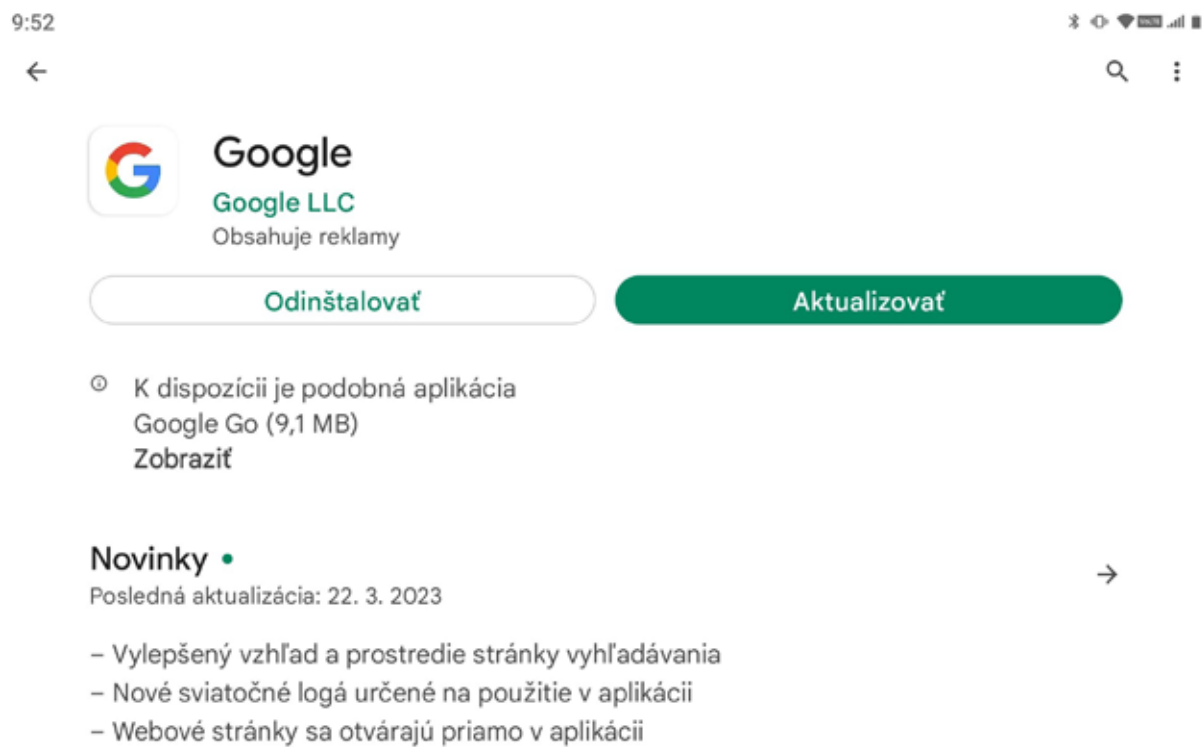 9:52
Google
Google LLC
Obsahuje reklamy
Odinštalovať
Aktualizovať
K dispozícii je podobná aplikácia
Google Go (9,1 MB)
Zobraziť
Novinky •
Posledná aktualizácia: 22. 3. 2023
– Vylepšený vzhľad a prostredie stránky vyhľadávania
– Nové sviatočné logá určené na použitie v aplikácii
– Webové stránky sa otvárajú priamo v aplikácii